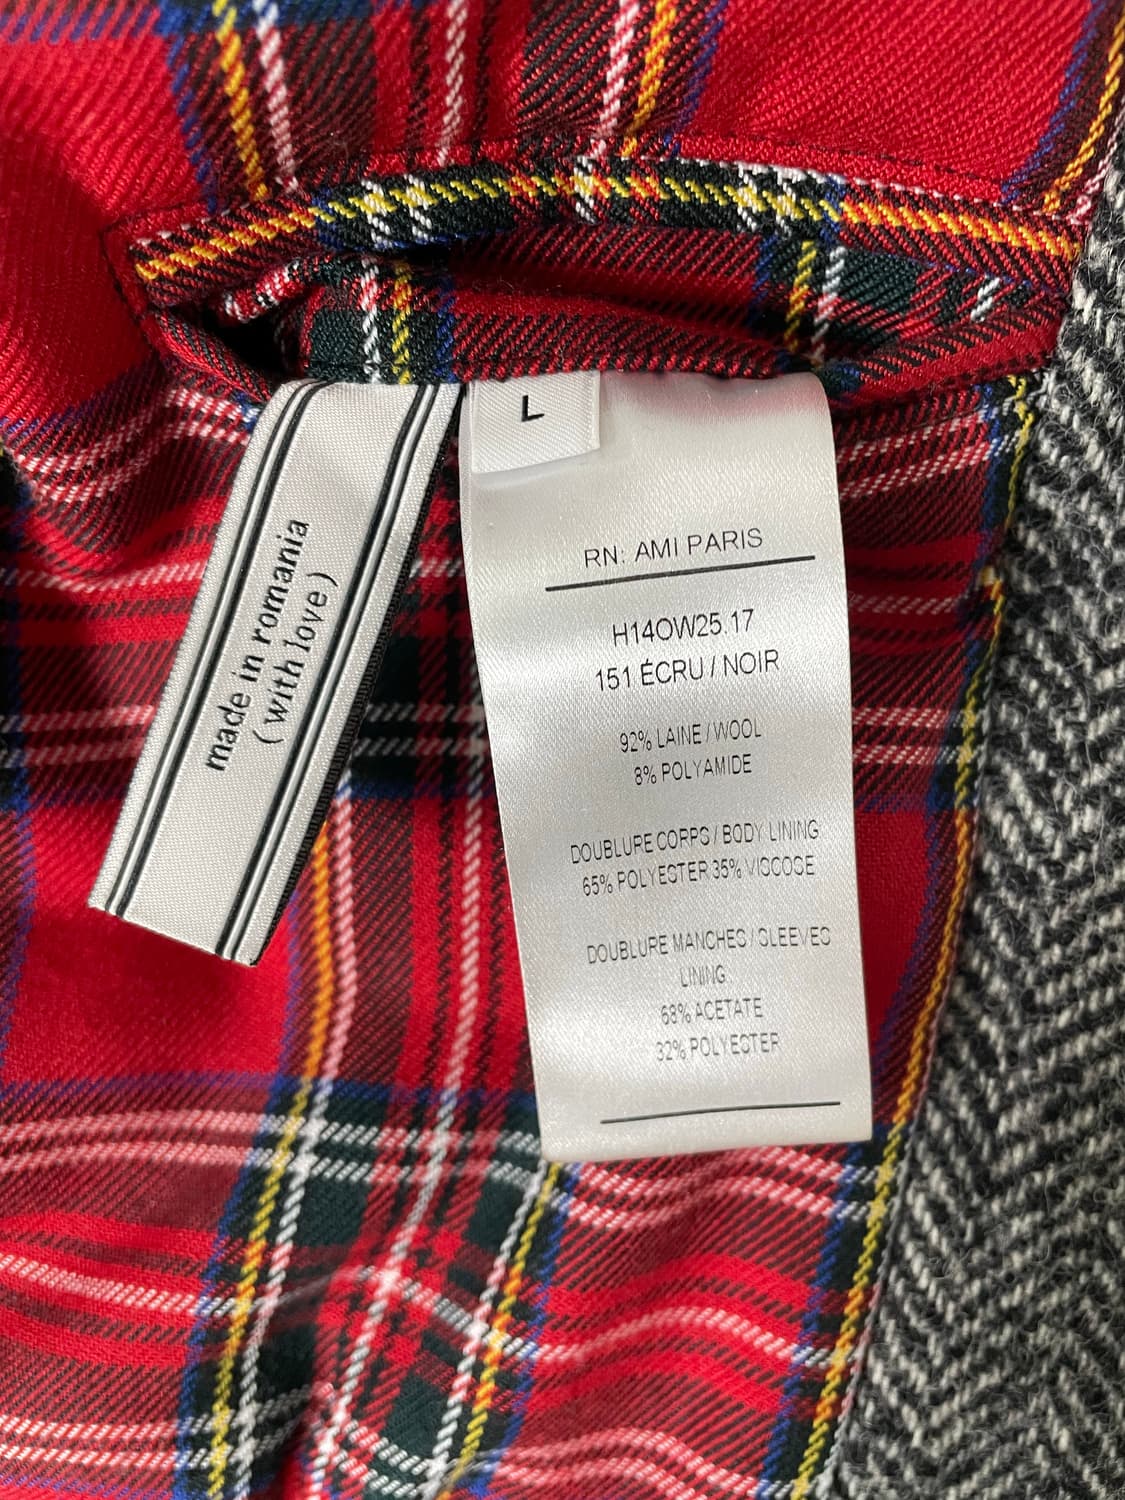 made in romania
(with love)
L
RN: AMI PARIS
H14OW25.17
151 ÉCRU / NOIR
92% LAINE / WOOL
8% POLYAMIDE
DOUBLURE CORPS / BODY LINING
65% POLYESTER 35% VISCOSE
DOUBLURE MANCHES / SLEEVES
LINING
68% ACETATE
32% POLYESTER